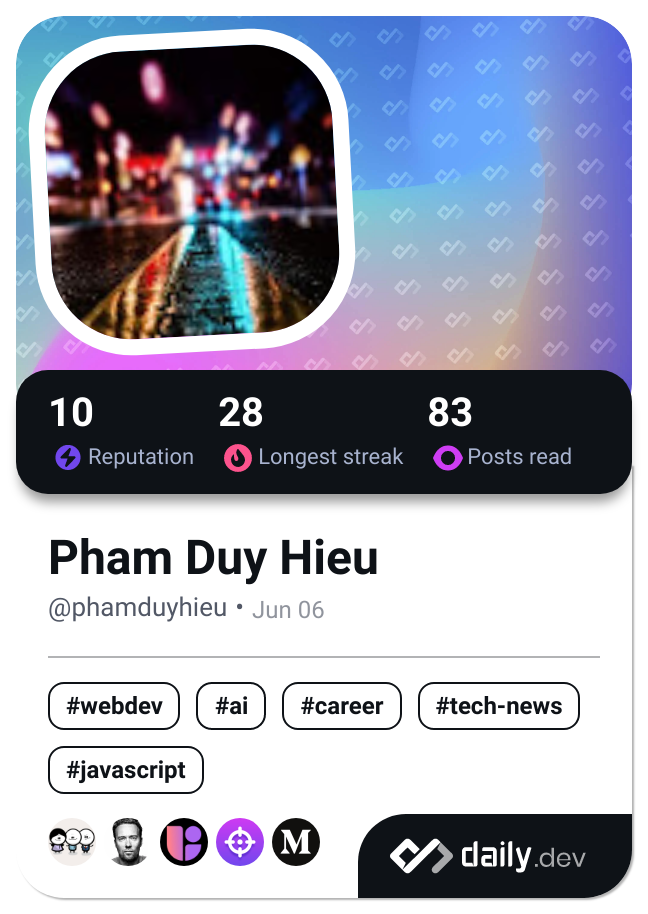 10 28 83
Reputation Longest streak Posts read
Pham Duy Hieu
@phamduyhieu • Jun 06
#webdev #ai #career #tech-news
#javascript
M
daily.dev